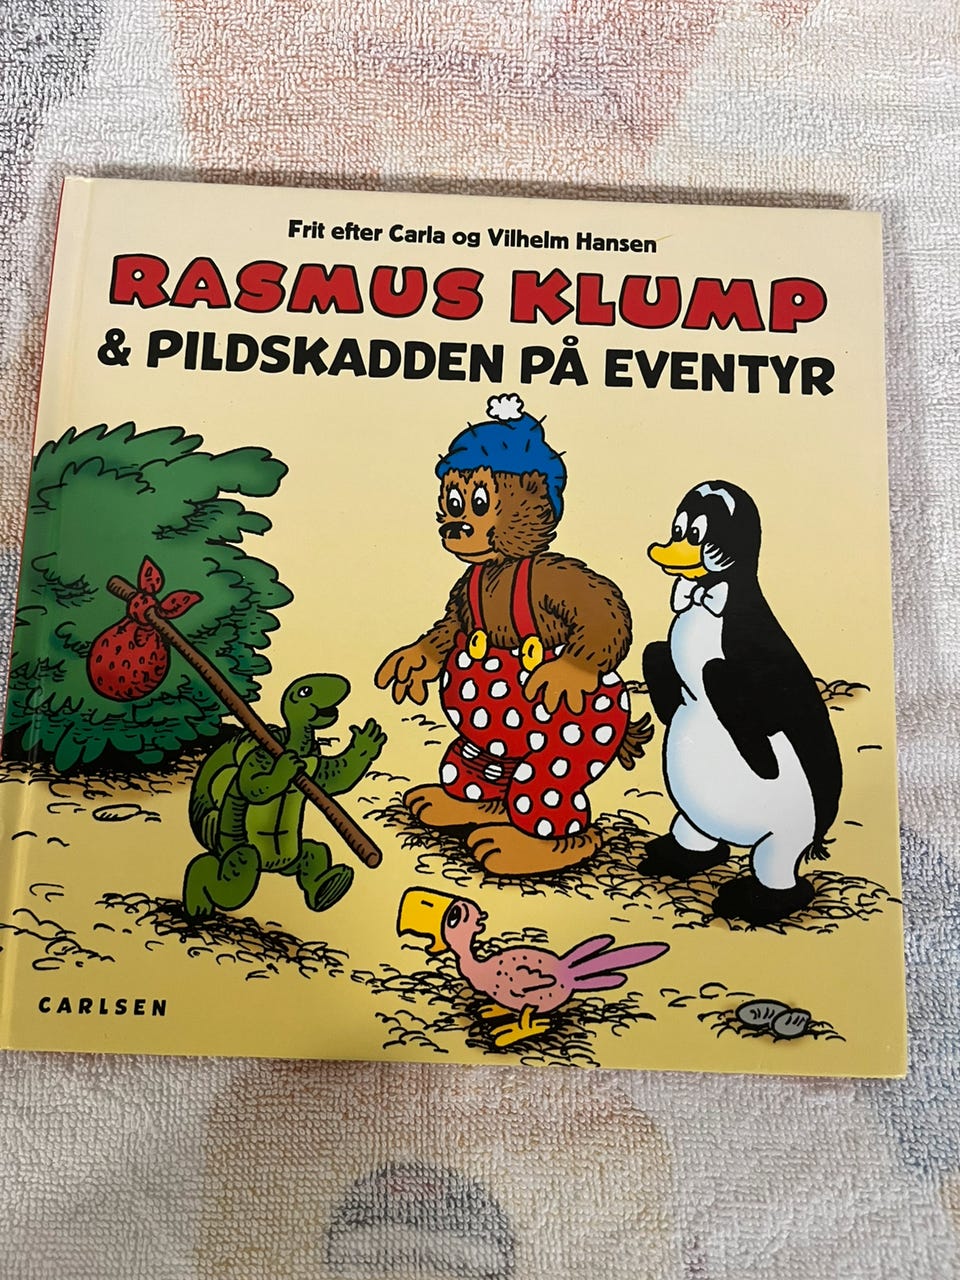 Frit efter Carla og Vilhelm Hansen
RASMUS KLUMP
& PILDSKADDEN PÅ EVENTYR
CARLSEN